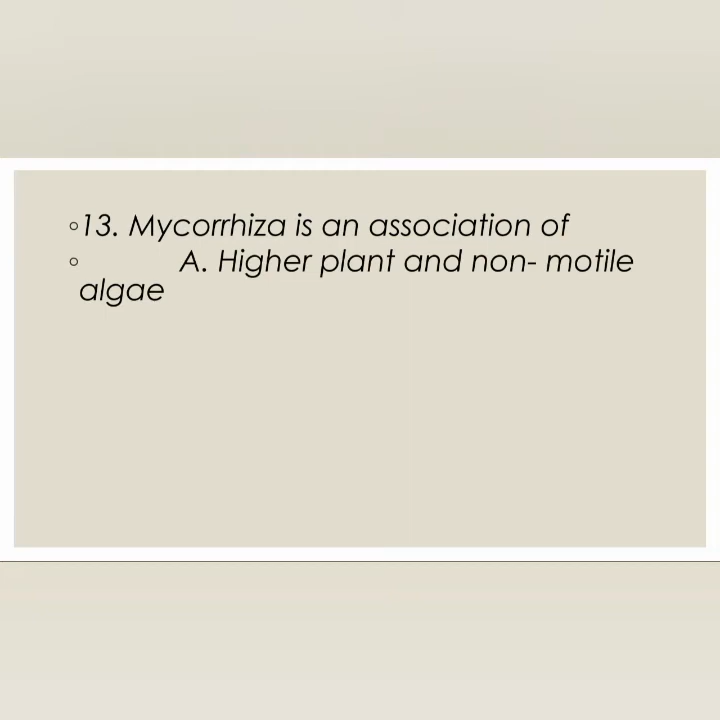 ◦13. Mycorrhiza is an association of
◦ A. Higher plant and non- motile
algae